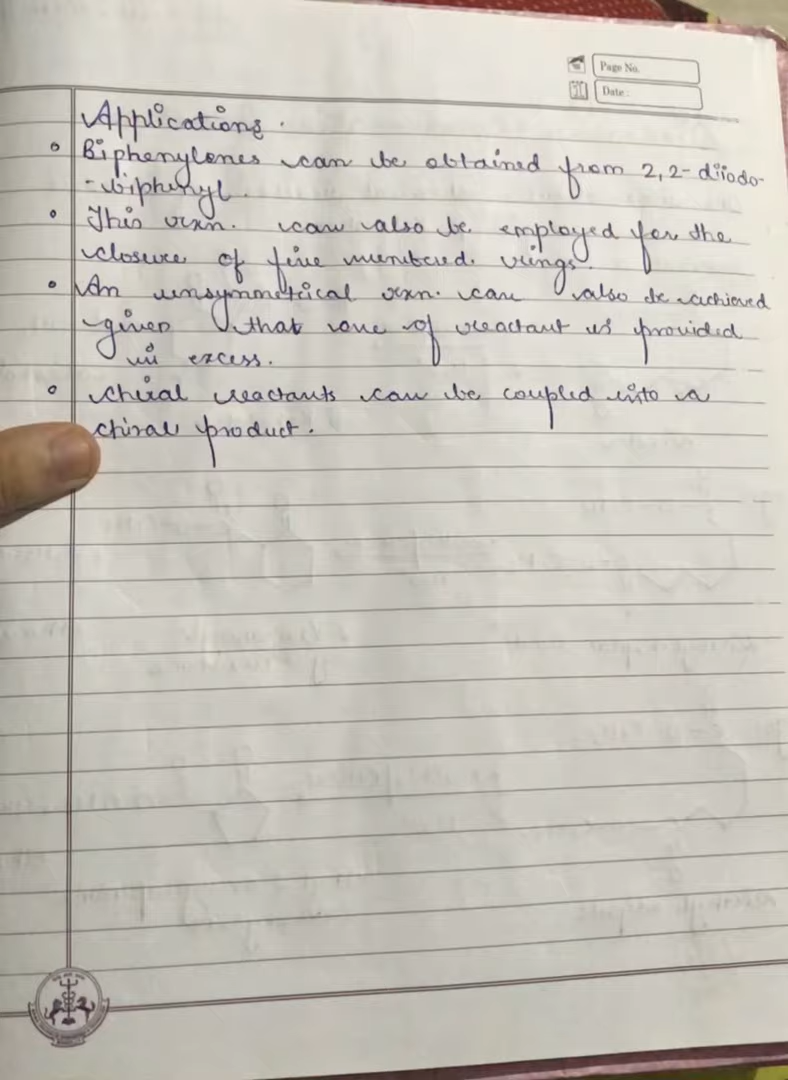 Page No.
Date :
Applications.
Biphenylenes can be obtained from 2,2-diiodo-
-biphenyl.
This rxn. can also be employed for the
closure of five membered. rings.
An unsymmetrical rxn. can also be achieved
given that one of reactant is provided
in excess.
chiral reactants can be coupled into a
chiral product.